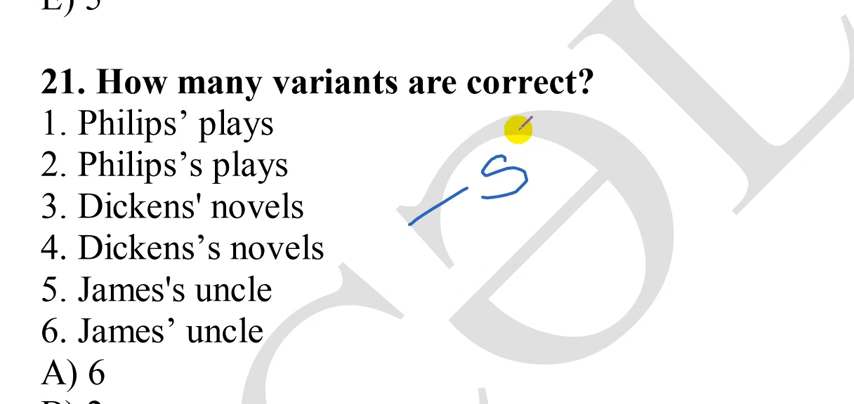 E) 5
21. How many variants are correct?
1. Philips’ plays
2. Philips’s plays
3. Dickens' novels
4. Dickens’s novels
5. James's uncle
6. James’ uncle
A) 6
S